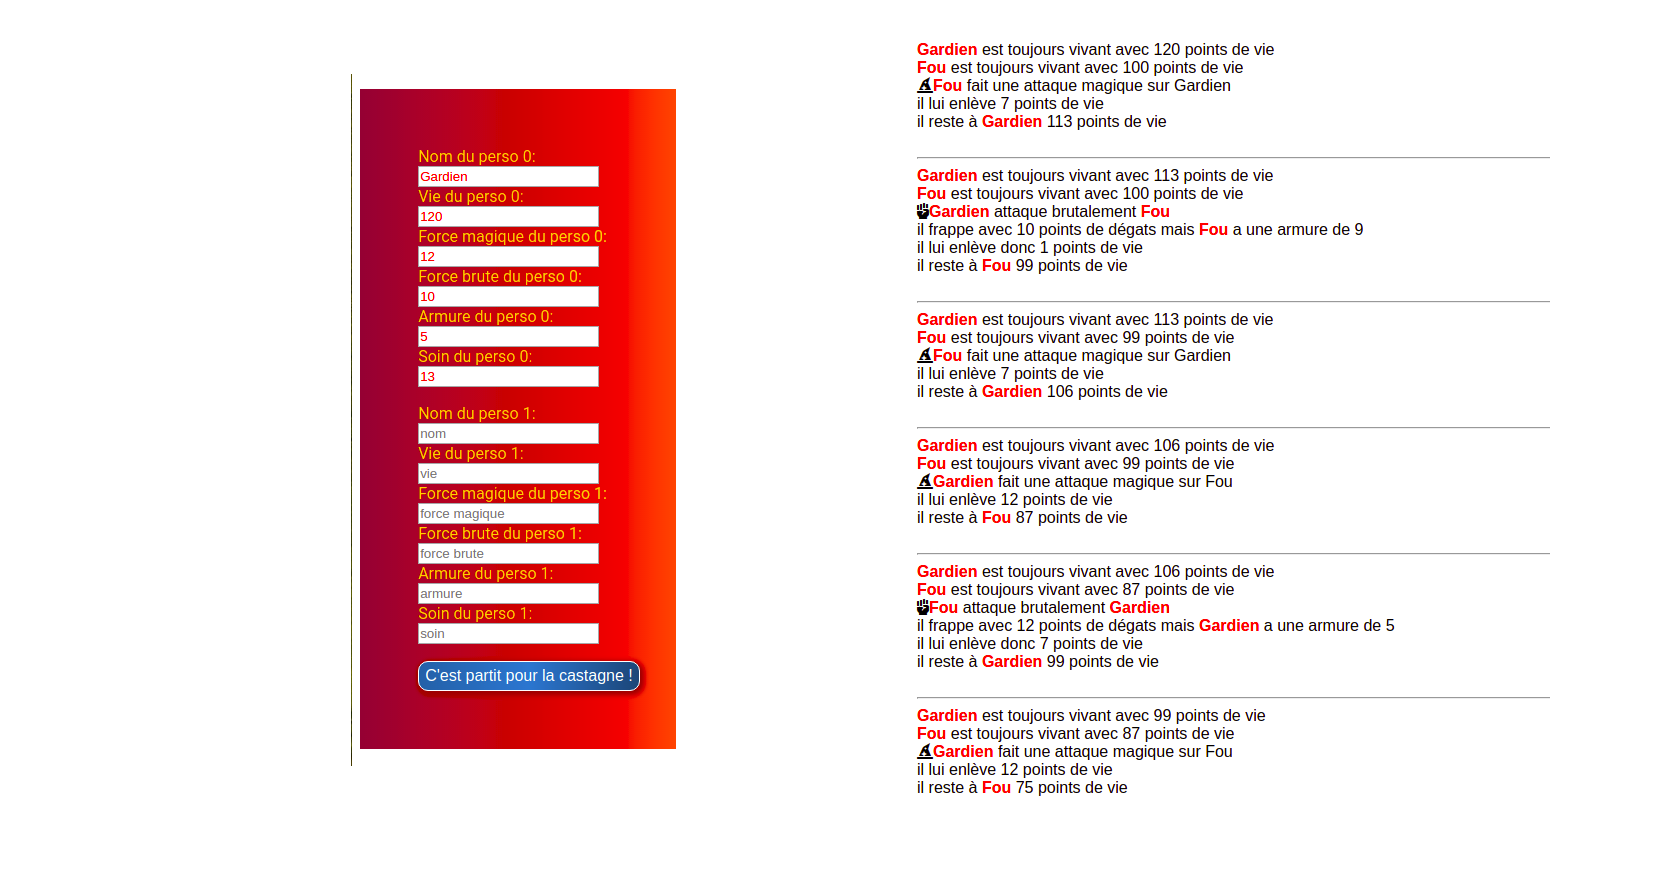 Nom du perso 0:
Gardien
Vie du perso 0:
120
Force magique du perso 0:
12
Force brute du perso 0:
10
Armure du perso 0:
5
Soin du perso 0:
13
Nom du perso 1:
nom
Vie du perso 1:
vie
Force magique du perso 1:
force magique
Force brute du perso 1:
force brute
Armure du perso 1:
armure
Soin du perso 1:
soin
C'est partit pour la castagne !
Gardien est toujours vivant avec 120 points de vie
Fou est toujours vivant avec 100 points de vie
Fou fait une attaque magique sur Gardien
il lui enlève 7 points de vie
il reste à Gardien 113 points de vie
Gardien est toujours vivant avec 113 points de vie
Fou est toujours vivant avec 100 points de vie
Gardien attaque brutalement Fou
il frappe avec 10 points de dégats mais Fou a une armure de 9
il lui enlève donc 1 points de vie
il reste à Fou 99 points de vie
Gardien est toujours vivant avec 113 points de vie
Fou est toujours vivant avec 99 points de vie
Fou fait une attaque magique sur Gardien
il lui enlève 7 points de vie
il reste à Gardien 106 points de vie
Gardien est toujours vivant avec 106 points de vie
Fou est toujours vivant avec 99 points de vie
Gardien fait une attaque magique sur Fou
il lui enlève 12 points de vie
il reste à Fou 87 points de vie
Gardien est toujours vivant avec 106 points de vie
Fou est toujours vivant avec 87 points de vie
Fou attaque brutalement Gardien
il frappe avec 12 points de dégats mais Gardien a une armure de 5
il lui enlève donc 7 points de vie
il reste à Gardien 99 points de vie
Gardien est toujours vivant avec 99 points de vie
Fou est toujours vivant avec 87 points de vie
Gardien fait une attaque magique sur Fou
il lui enlève 12 points de vie
il reste à Fou 75 points de vie